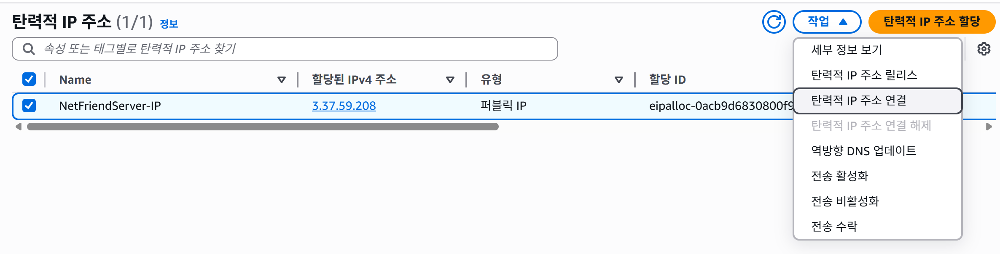 탄력적 IP 주소 (1/1) 정보
작업
탄력적 IP 주소 할당
속성 또는 태그별로 탄력적 IP 주소 찾기
Name 할당된 IPv4 주소 유형 할당 ID
NetFriendServer-IP 3.37.59.208 퍼블릭 IP eipalloc-0acb9d6830800f9
세부 정보 보기
탄력적 IP 주소 릴리스
탄력적 IP 주소 연결
탄력적 IP 주소 연결 해제
역방향 DNS 업데이트
전송 활성화
전송 비활성화
전송 수락